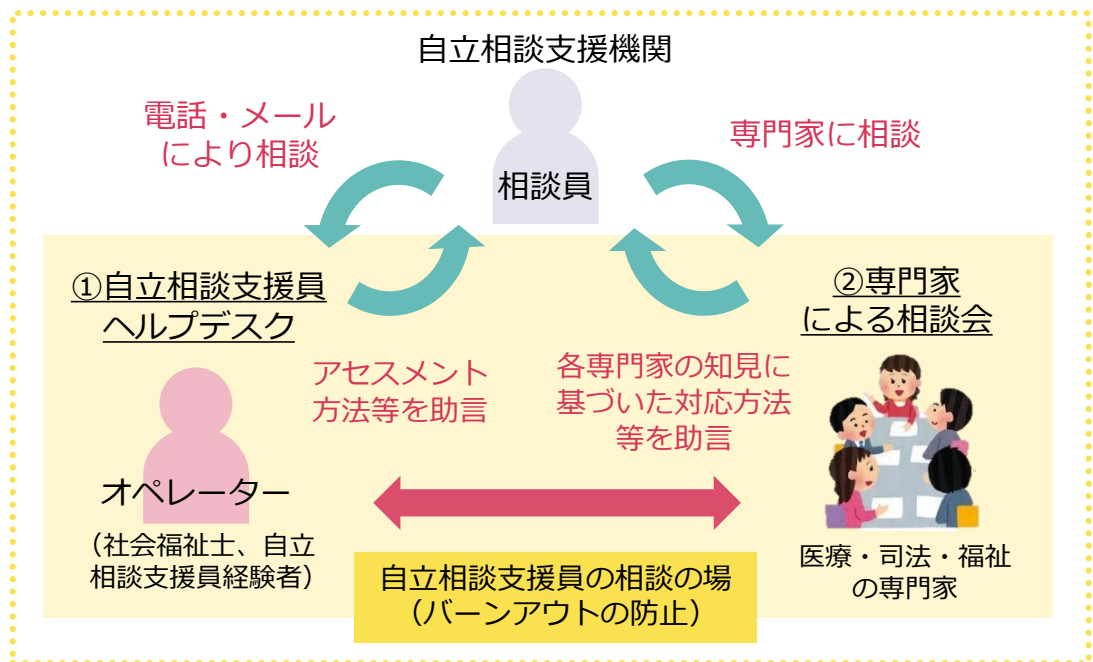 自立相談支援機関
電話・メール
により相談
専門家に相談
相談員
①自立相談支援員
ヘルプデスク
②専門家
による相談会
アセスメント
方法等を助言
各専門家の知見に
基づいた対応方法
等を助言
オペレーター
（社会福祉士、自立
相談支援員経験者）
医療・司法・福祉
の専門家
自立相談支援員の相談の場
（バーンアウトの防止）